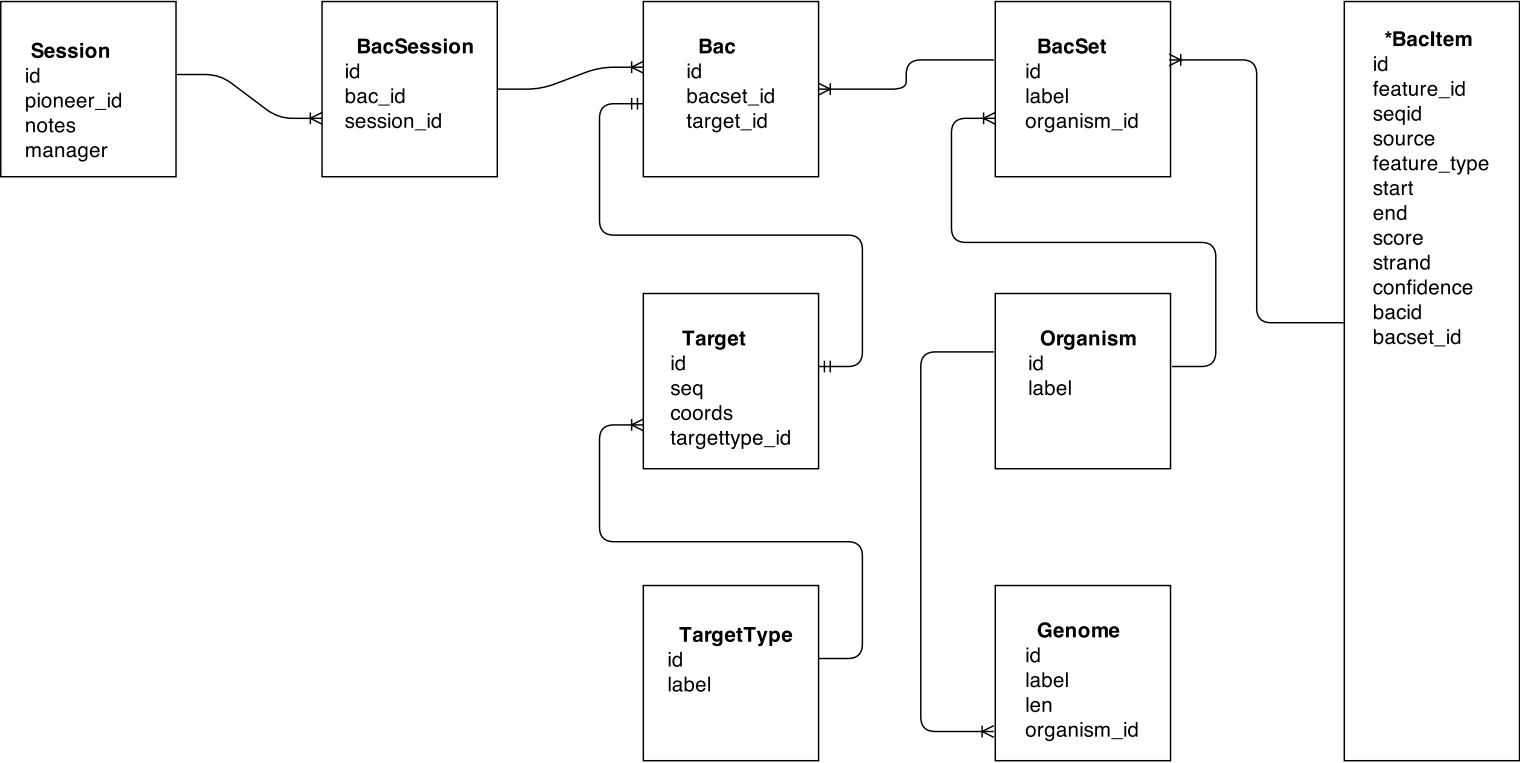 Session
id
pioneer_id
notes
manager
BacSession
id
bac_id
session_id
Bac
id
bacset_id
target_id
BacSet
id
label
organism_id
*BacItem
id
feature_id
seqid
source
feature_type
start
end
score
strand
confidence
bacid
bacset_id
Target
id
seq
coords
targettype_id
Organism
id
label
TargetType
id
label
Genome
id
label
len
organism_id